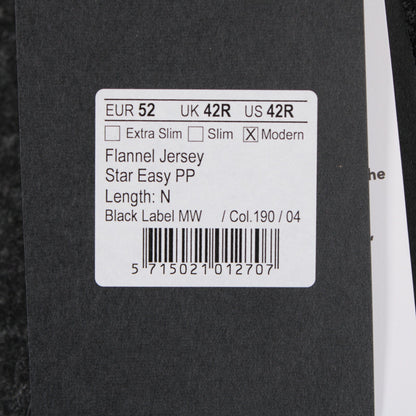 EUR 52 UK 42R US 42R
Extra Slim Slim X Modern
Flannel Jersey
Star Easy PP
Length: N
Black Label MW / Col.190 / 04
5 715021 012707
he